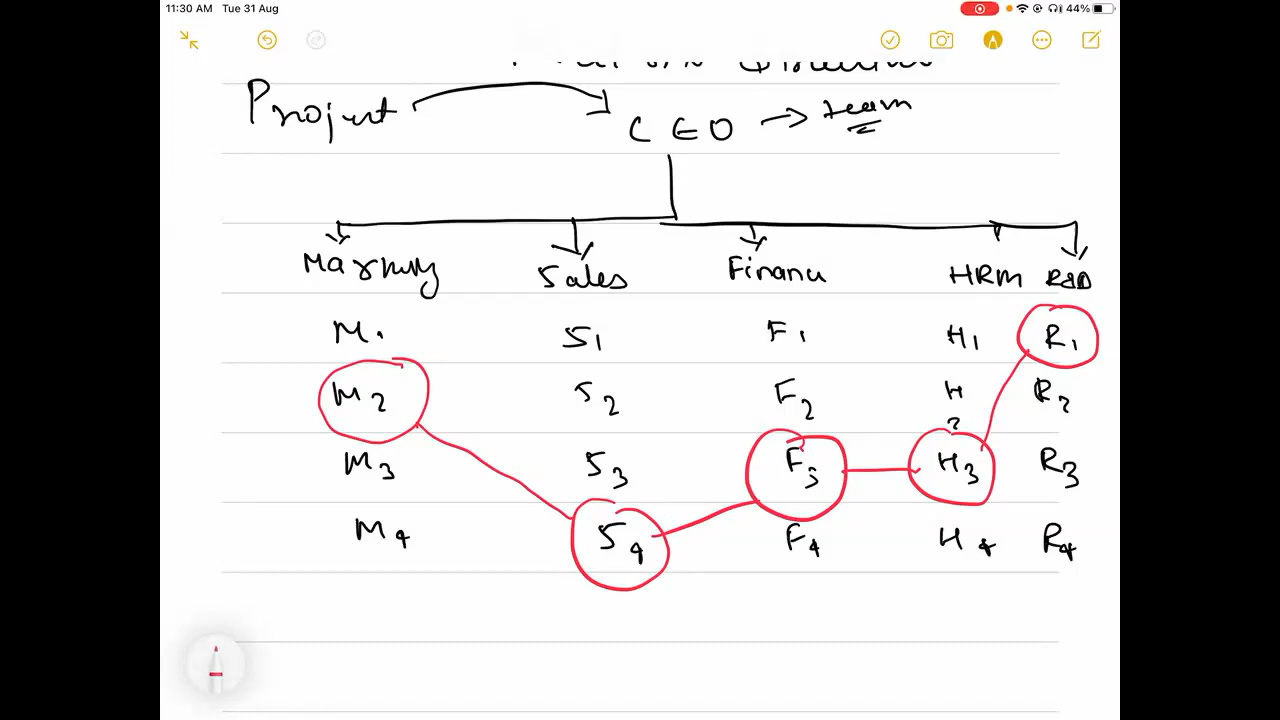 11:30 AM Tue 31 Aug 44%
Project CEO → team
Marketing Sales Finance HRM R&D
M1 S1 F1 H1 R1
M2 S2 F2 H2 R2
M3 S3 F3 H3 R3
M4 S4 F4 H4 R4